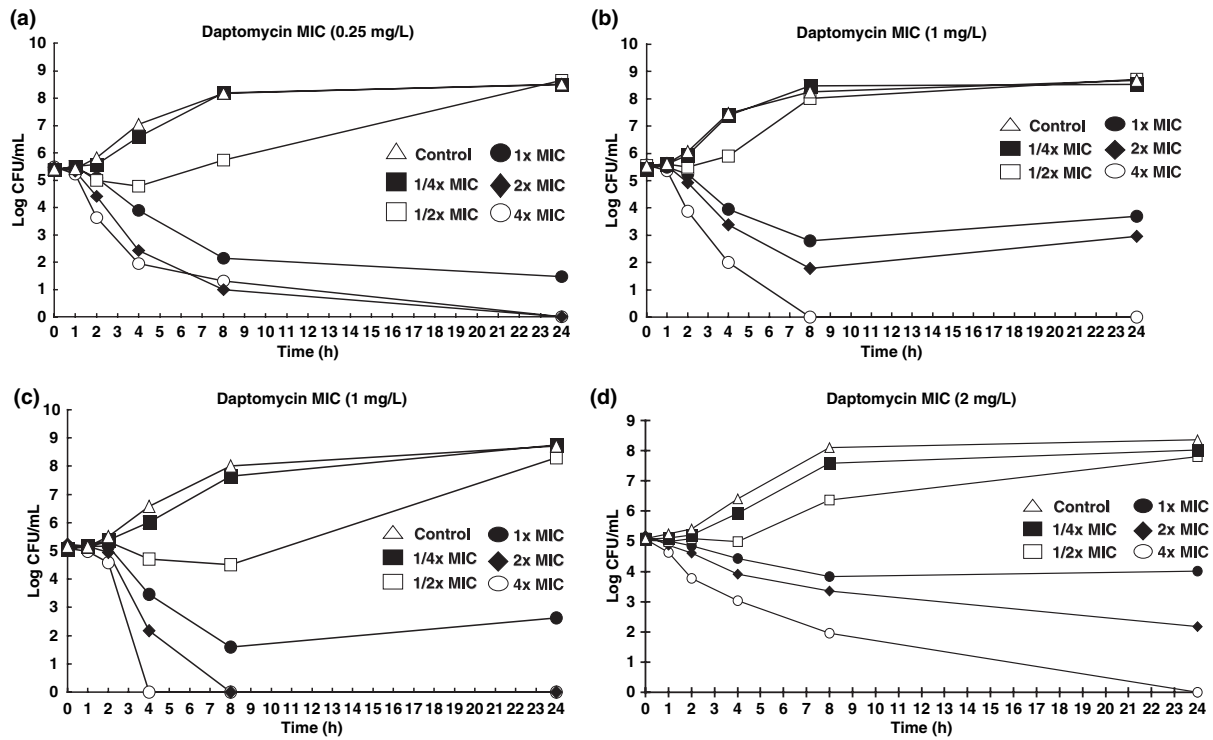 (a)
Daptomycin MIC (0.25 mg/L)
10
9
8
7
6
5
4
3
2
1
0
Log CFU/mL
Control
1/4x MIC
1/2x MIC
1x MIC
2x MIC
4x MIC
0 1 2 3 4 5 6 7 8 9 10 11 12 13 14 15 16 17 18 19 20 21 22 23 24
Time (h)
(b)
Daptomycin MIC (1 mg/L)
10
9
8
7
6
5
4
3
2
1
0
Log CFU/mL
Control
1/4x MIC
1/2x MIC
1x MIC
2x MIC
4x MIC
0 1 2 3 4 5 6 7 8 9 10 11 12 13 14 15 16 17 18 19 20 21 22 23 24
Time (h)
(c)
Daptomycin MIC (1 mg/L)
10
9
8
7
6
5
4
3
2
1
0
Log CFU/mL
Control
1/4x MIC
1/2x MIC
1x MIC
2x MIC
4x MIC
0 1 2 3 4 5 6 7 8 9 10 11 12 13 14 15 16 17 18 19 20 21 22 23 24
Time (h)
(d)
Daptomycin MIC (2 mg/L)
9
8
7
6
5
4
3
2
1
0
Log CFU/mL
Control
1/4x MIC
1/2x MIC
1x MIC
2x MIC
4x MIC
0 1 2 3 4 5 6 7 8 9 10 11 12 13 14 15 16 17 18 19 20 21 22 23 24
Time (h)